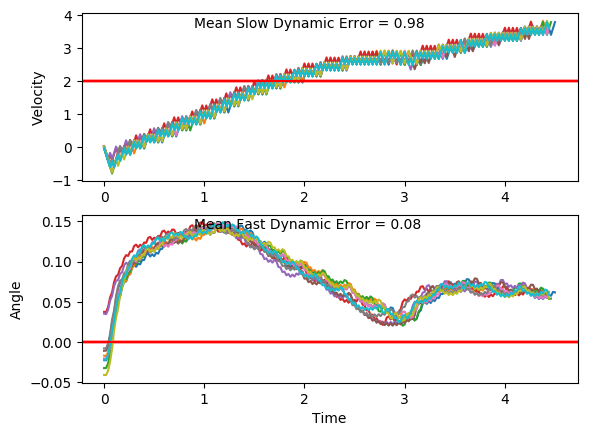 Mean Slow Dynamic Error = 0.98
Velocity
4
3
2
1
0
−1
0 1 2 3 4
Mean Fast Dynamic Error = 0.08
Angle
0.15
0.10
0.05
0.00
−0.05
0 1 2 3 4
Time